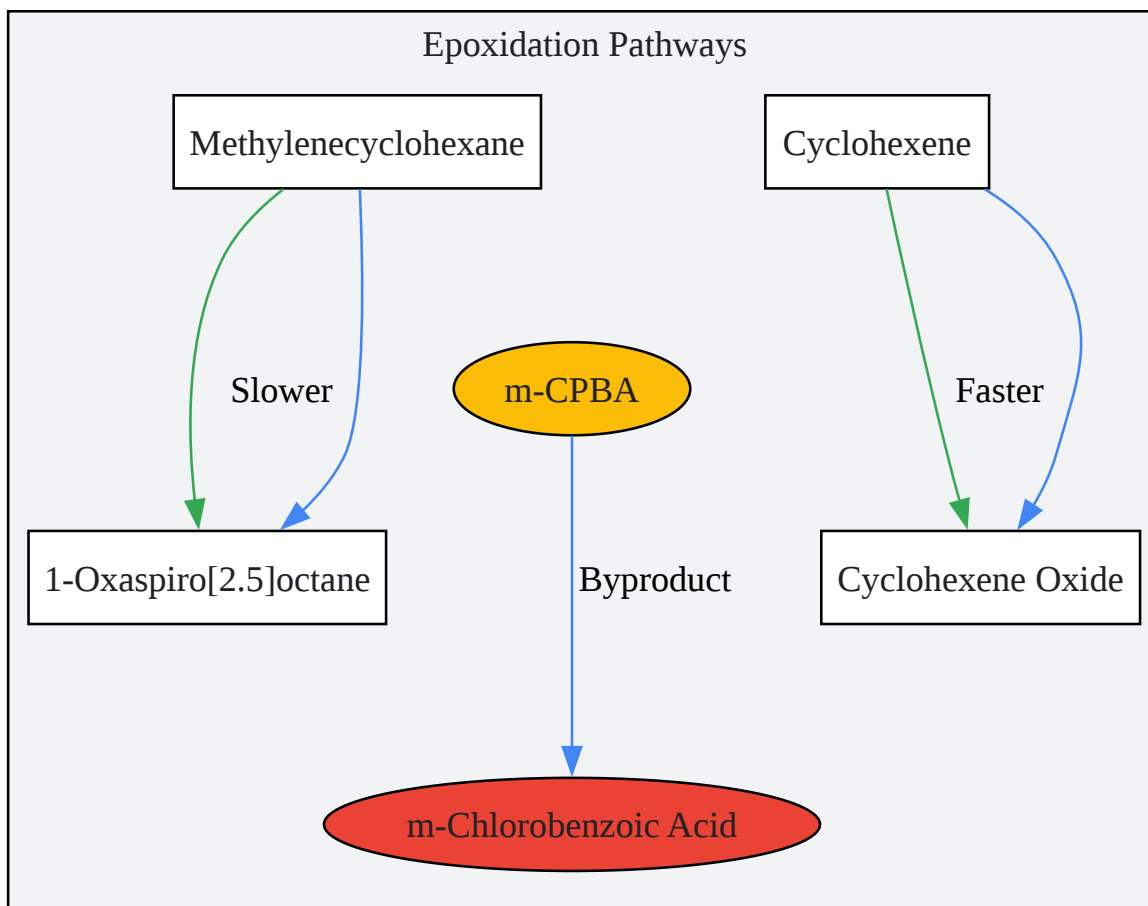 Epoxidation Pathways
Methylenecyclohexane
Cyclohexene
Slower
m-CPBA
Faster
1-Oxaspiro[2.5]octane
Byproduct
Cyclohexene Oxide
m-Chlorobenzoic Acid